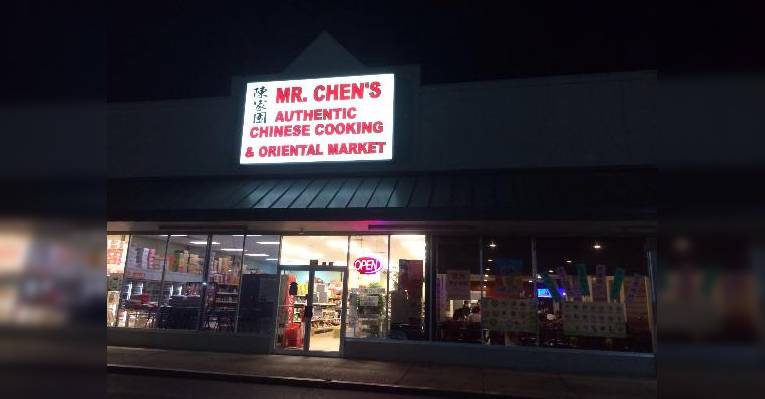 陳家園
MR. CHEN'S
AUTHENTIC
CHINESE COOKING
& ORIENTAL MARKET
OPEN